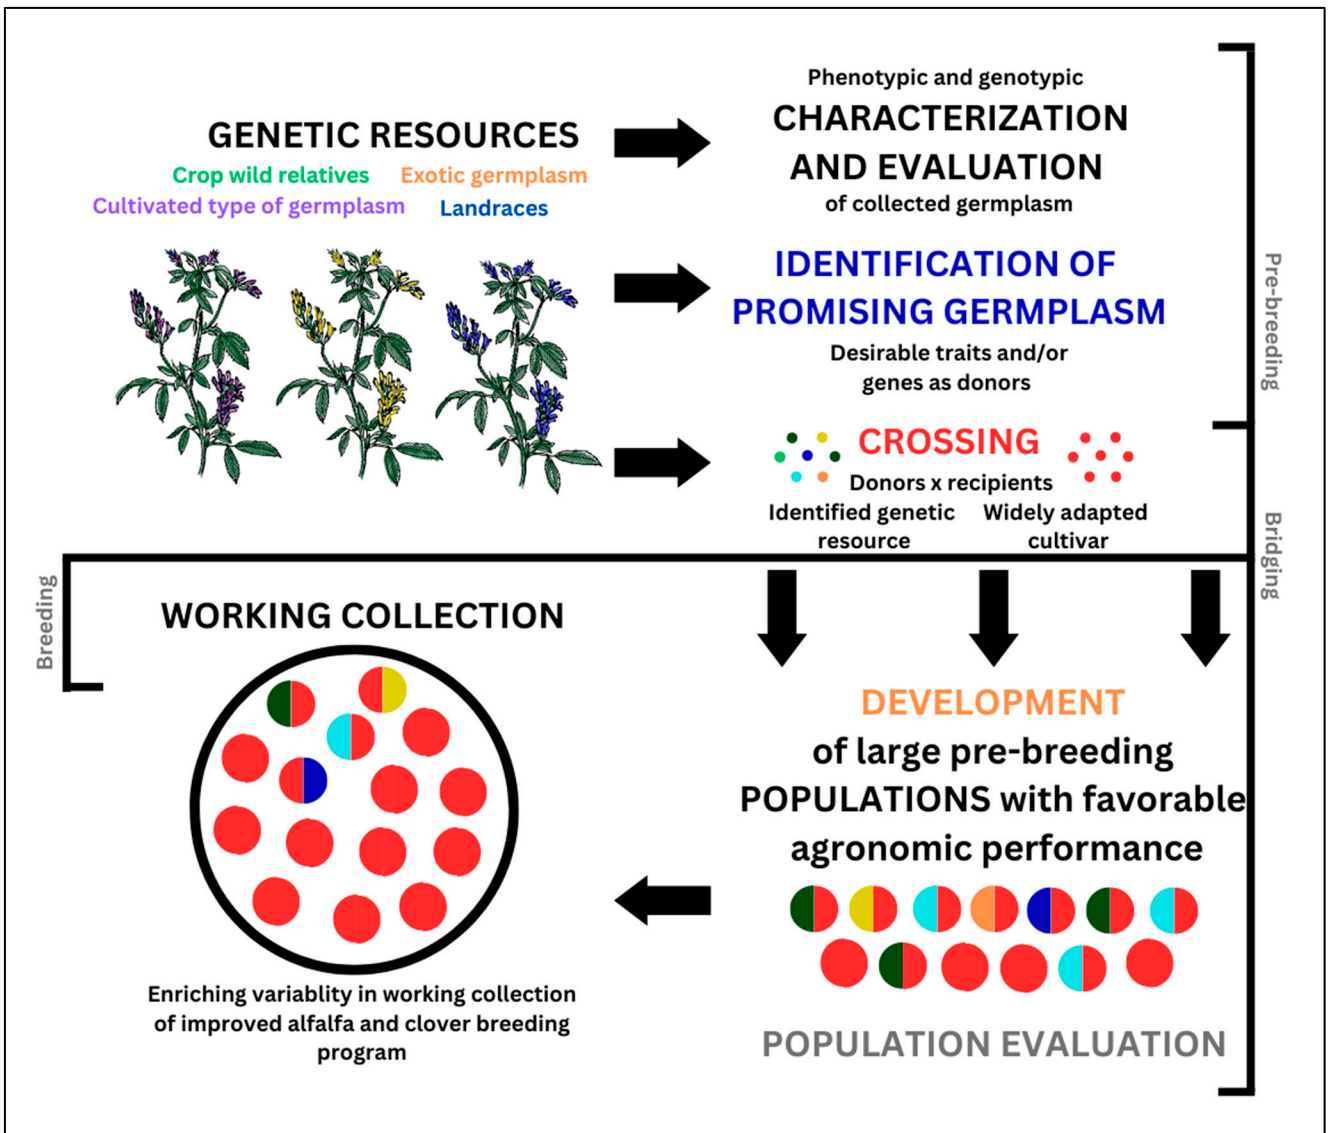 GENETIC RESOURCES
Crop wild relatives
Exotic germplasm
Cultivated type of germplasm
Landraces
Phenotypic and genotypic
CHARACTERIZATION
AND EVALUATION
of collected germplasm
IDENTIFICATION OF
PROMISING GERMPLASM
Desirable traits and/or
genes as donors
Pre-breeding
CROSSING
Donors x recipients
Identified genetic
resource
Widely adapted
cultivar
Bridging
DEVELOPMENT
of large pre-breeding
POPULATIONS with favorable
agronomic performance
POPULATION EVALUATION
Breeding
WORKING COLLECTION
Enriching variablity in working collection
of improved alfalfa and clover breeding
program